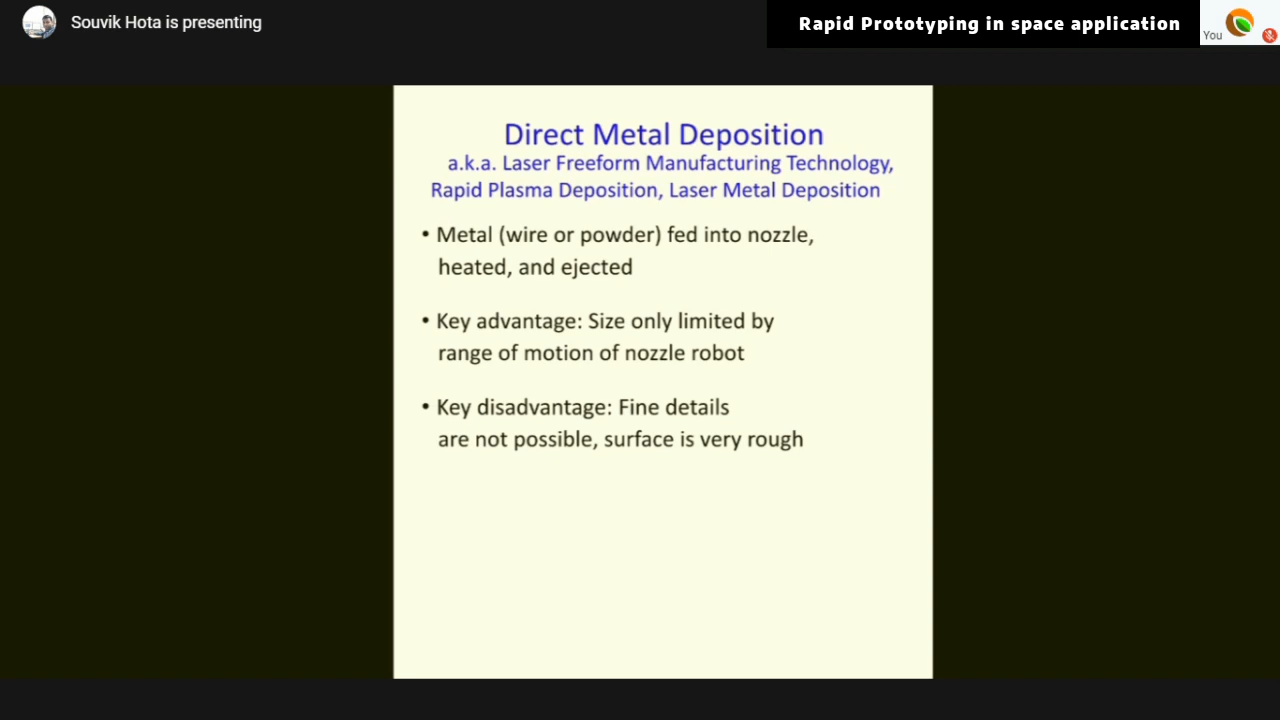 Souvik Hota is presenting
Rapid Prototyping in space application
You
Direct Metal Deposition
a.k.a. Laser Freeform Manufacturing Technology,
Rapid Plasma Deposition, Laser Metal Deposition
• Metal (wire or powder) fed into nozzle,
heated, and ejected
• Key advantage: Size only limited by
range of motion of nozzle robot
• Key disadvantage: Fine details
are not possible, surface is very rough